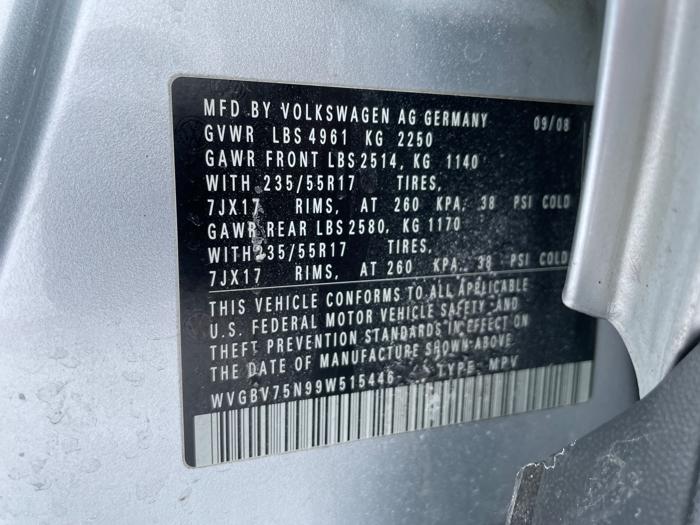 MFD BY VOLKSWAGEN AG GERMANY 09/08
GVWR LBS 4961 KG 2250
GAWR FRONT LBS 2514, KG 1140
WITH 235/55R17 TIRES,
7JX17 RIMS, AT 260 KPA, 38 PSI COLD
GAWR REAR LBS 2580, KG 1170
WITH235/55R17 TIRES,
7JX17 RIMS, AT 260 KPA, 38 PSI COLD
THIS VEHICLE CONFORMS TO ALL APPLICABLE
U.S. FEDERAL MOTOR VEHICLE SAFETY -AND
THEFT PREVENTION STANDARDS IN EFFECT ON
THE DATE OF MANUFACTURE SHOWN ABOVE
WVGBV75N99W515446 TYPE: MPV